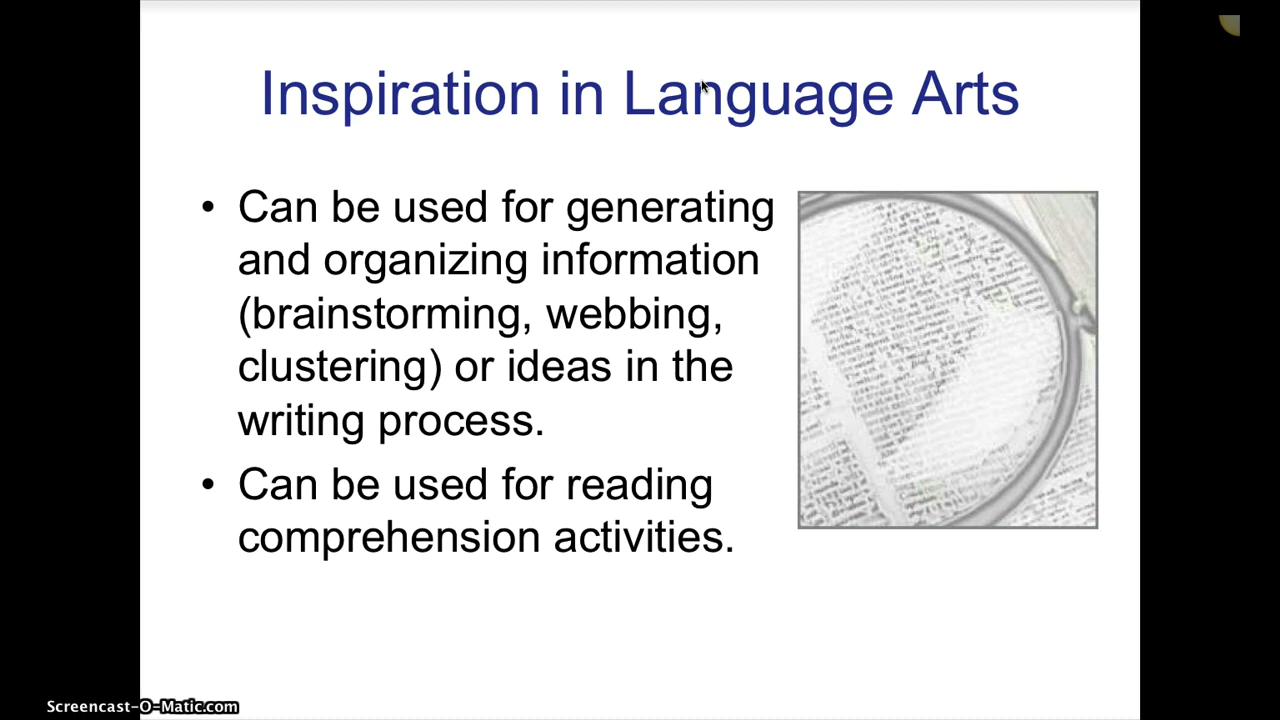 Inspiration in Language Arts
• Can be used for generating
and organizing information
(brainstorming, webbing,
clustering) or ideas in the
writing process.
• Can be used for reading
comprehension activities.
Screencast-O-Matic.com